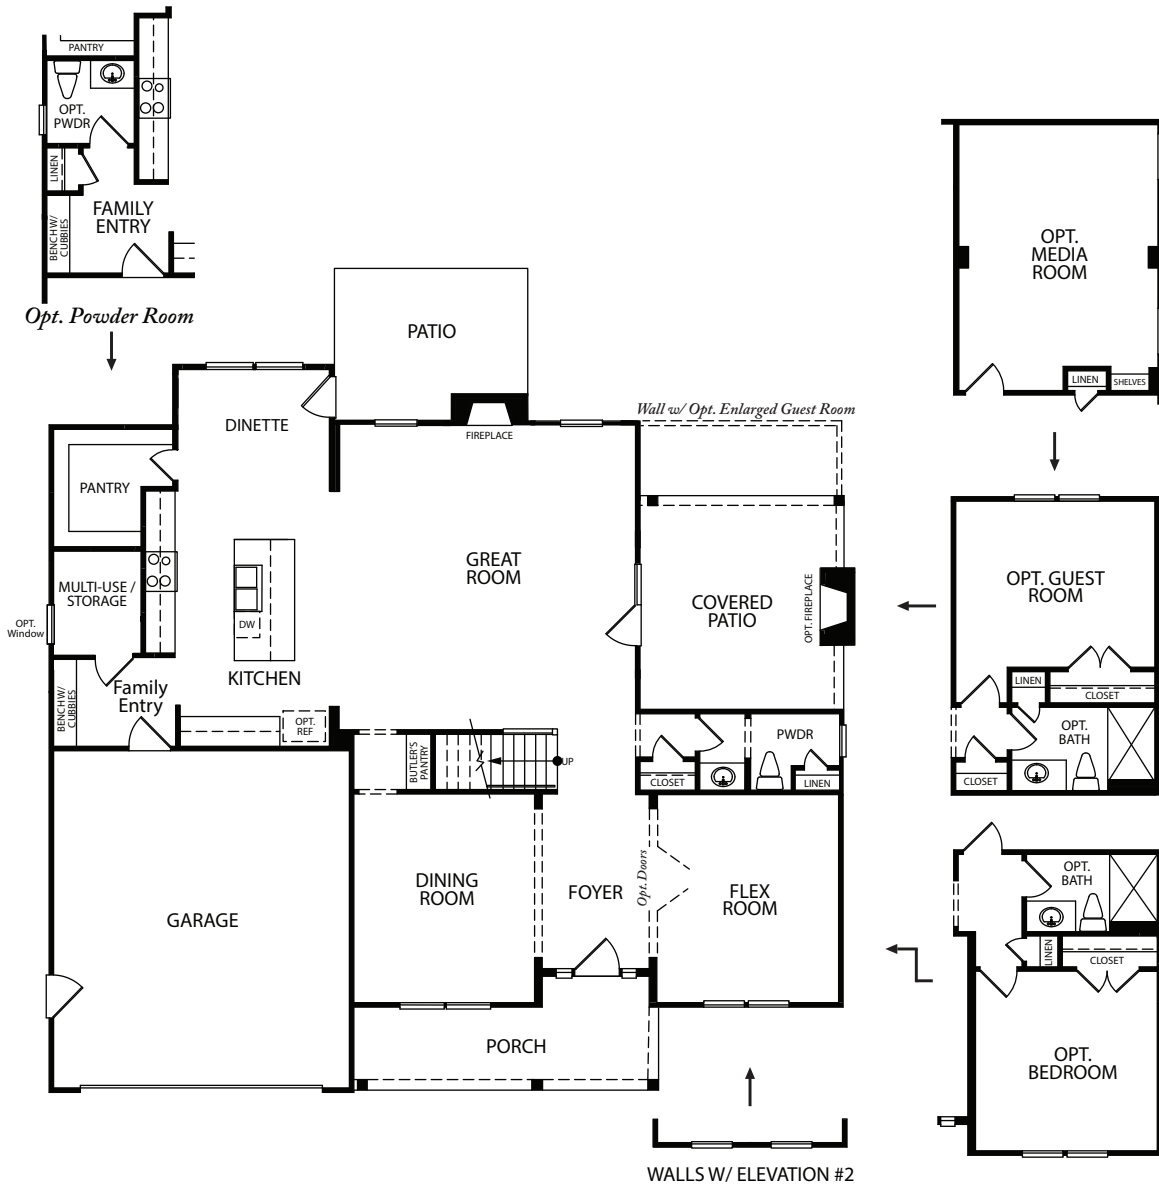 PANTRY
OPT.
PWDR
LINEN
FAMILY
ENTRY
BENCH W/
CUBBIES
Opt. Powder Room
OPT.
MEDIA
ROOM
LINEN
SHELVES
PATIO
DINETTE
FIREPLACE
Wall w/ Opt. Enlarged Guest Room
PANTRY
GREAT
ROOM
MULTI-USE /
STORAGE
OPT.
Window
DW
KITCHEN
COVERED
PATIO
OPT. FIREPLACE
OPT. GUEST
ROOM
LINEN
CLOSET
OPT.
BATH
CLOSET
BENCH W/
CUBBIES
Family
Entry
OPT.
REF
BUTLER'S
PANTRY
UP
PWDR
CLOSET
LINEN
GARAGE
DINING
ROOM
FOYER
Opt. Doors
FLEX
ROOM
OPT.
BATH
LINEN
CLOSET
OPT.
BEDROOM
PORCH
WALLS W/ ELEVATION #2